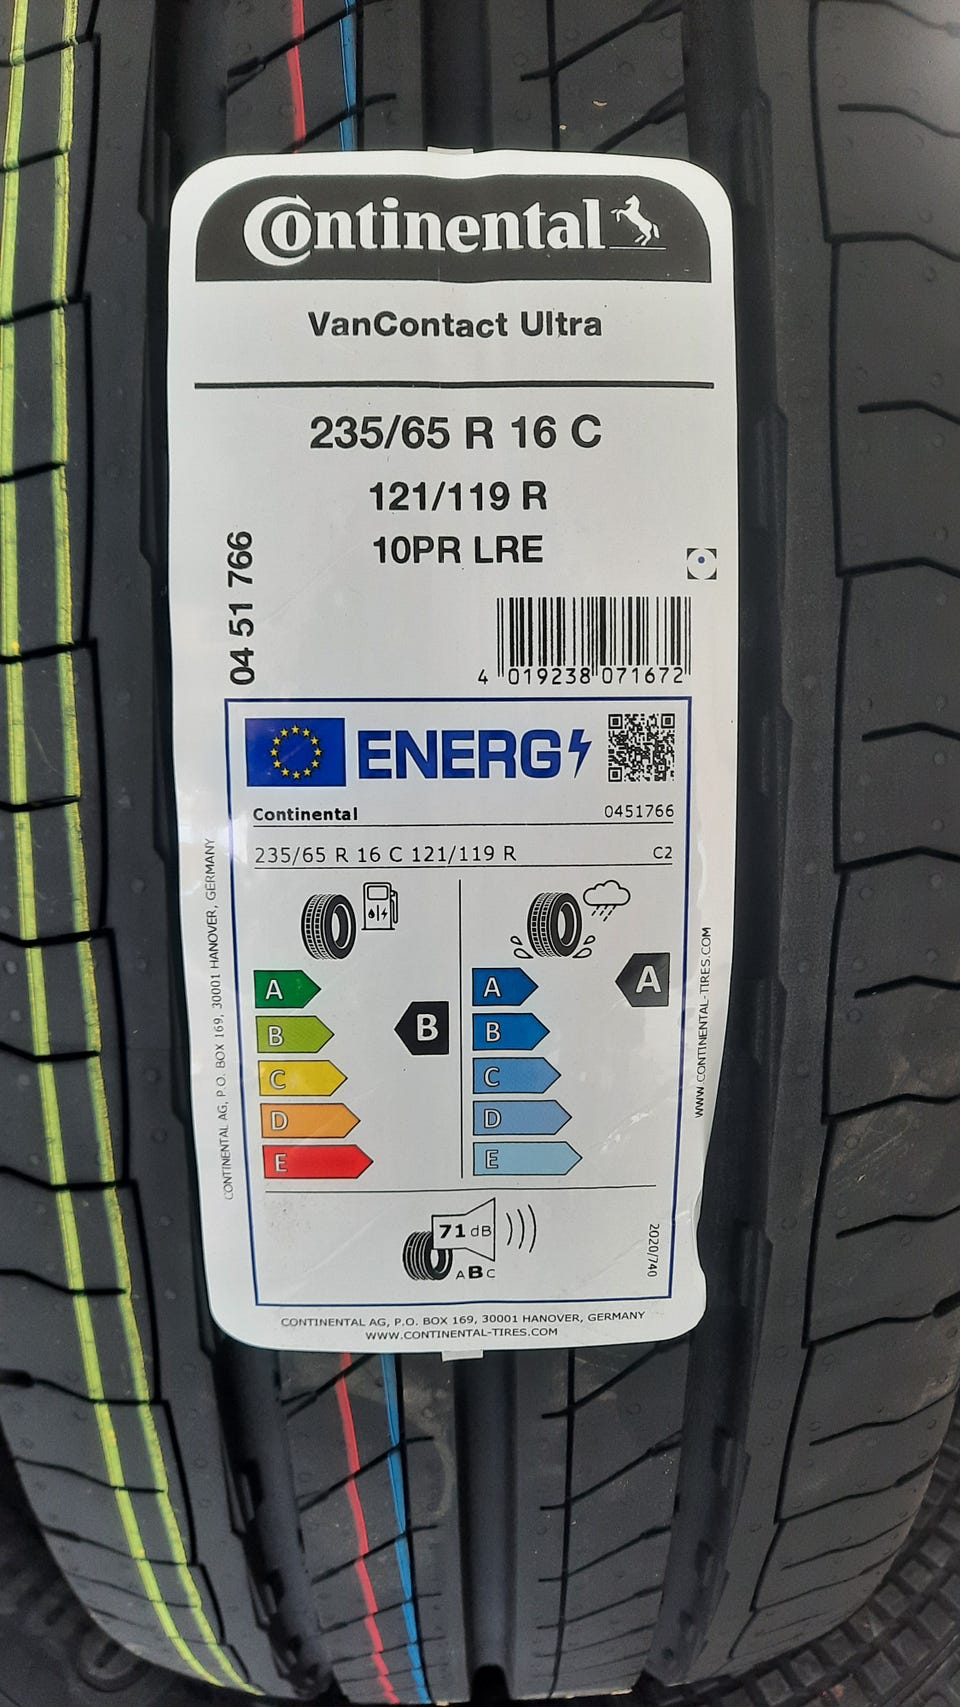 Continental
VanContact Ultra
235/65 R 16 C
121/119 R
10PR LRE
04 51 766
4 019238 071672
ENERG
Continental 0451766
235/65 R 16 C 121/119 R C2
A
B
C
D
E
B
A
B
C
D
E
A
71 dB
ABC
2020/740
CONTINENTAL AG, P.O. BOX 169, 30001 HANOVER, GERMANY
WWW.CONTINENTAL-TIRES.COM
CONTINENTAL AG, P.O. BOX 169, 30001 HANOVER, GERMANY
WWW.CONTINENTAL-TIRES.COM